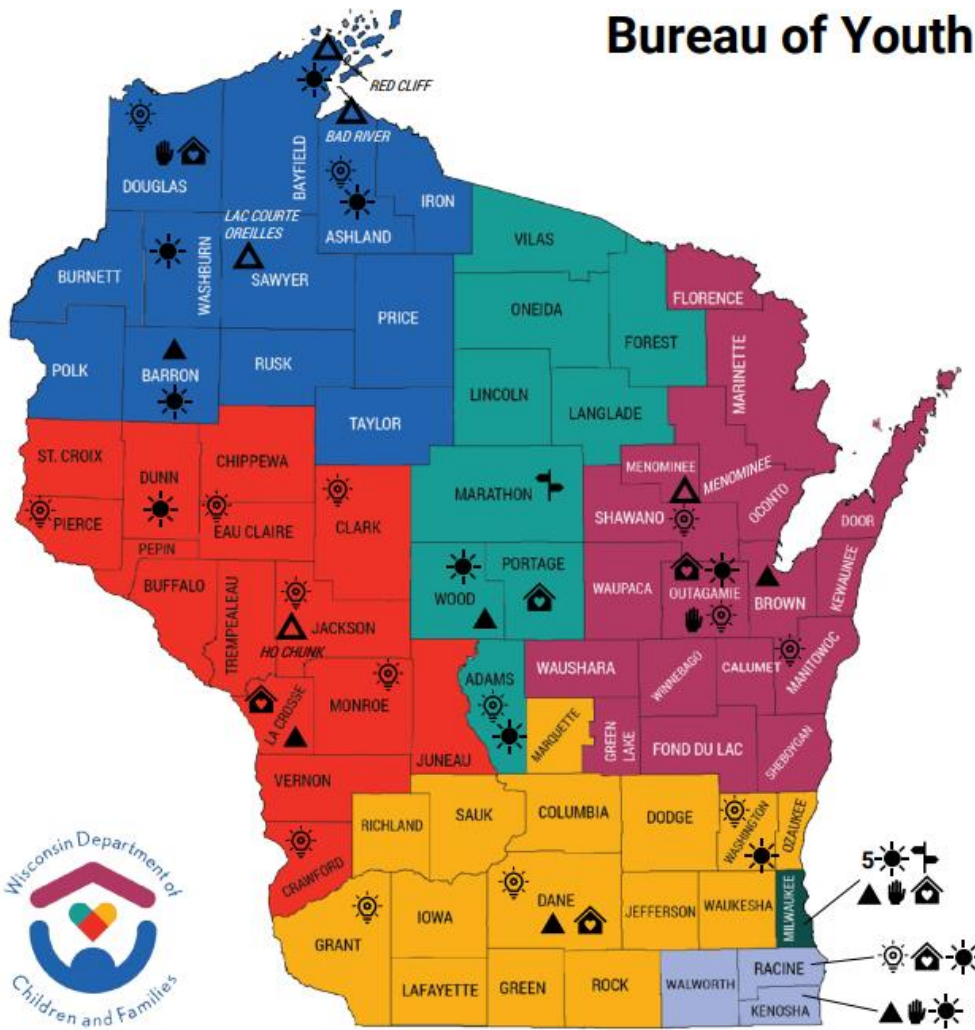 Bureau of Youth
RED CLIFF
BAD RIVER
DOUGLAS
BAYFIELD
IRON
LAC COURTE
OREILLES
ASHLAND
VILAS
BURNETT
WASHBURN
SAWYER
FLORENCE
ONEIDA
PRICE
FOREST
POLK
BARRON
RUSK
MARINETTE
LINCOLN
LANGLADE
TAYLOR
ST. CROIX
CHIPPEWA
DUNN
MENOMINEE
MENOMINEE
MARATHON
OCONTO
PIERCE
EAU CLAIRE
CLARK
SHAWANO
DOOR
PEPIN
PORTAGE
BUFFALO
WOOD
WAUPACA
OUTAGAMIE
BROWN
KEWAUNEE
TREMPEALEAU
JACKSON
HO CHUNK
ADAMS
WAUSHARA
WINNEBAGO
CALUMET
MANITOWOC
LA CROSSE
MONROE
MARQUETTE
GREEN
LAKE
FOND DU LAC
SHEBOYGAN
JUNEAU
VERNON
RICHLAND
SAUK
COLUMBIA
DODGE
WASHINGTON
OZAUKEE
CRAWFORD
5
GRANT
IOWA
DANE
JEFFERSON
WAUKESHA
MILWAUKEE
LAFAYETTE
GREEN
ROCK
WALWORTH
RACINE
KENOSHA
Wisconsin Department of
Children and Families